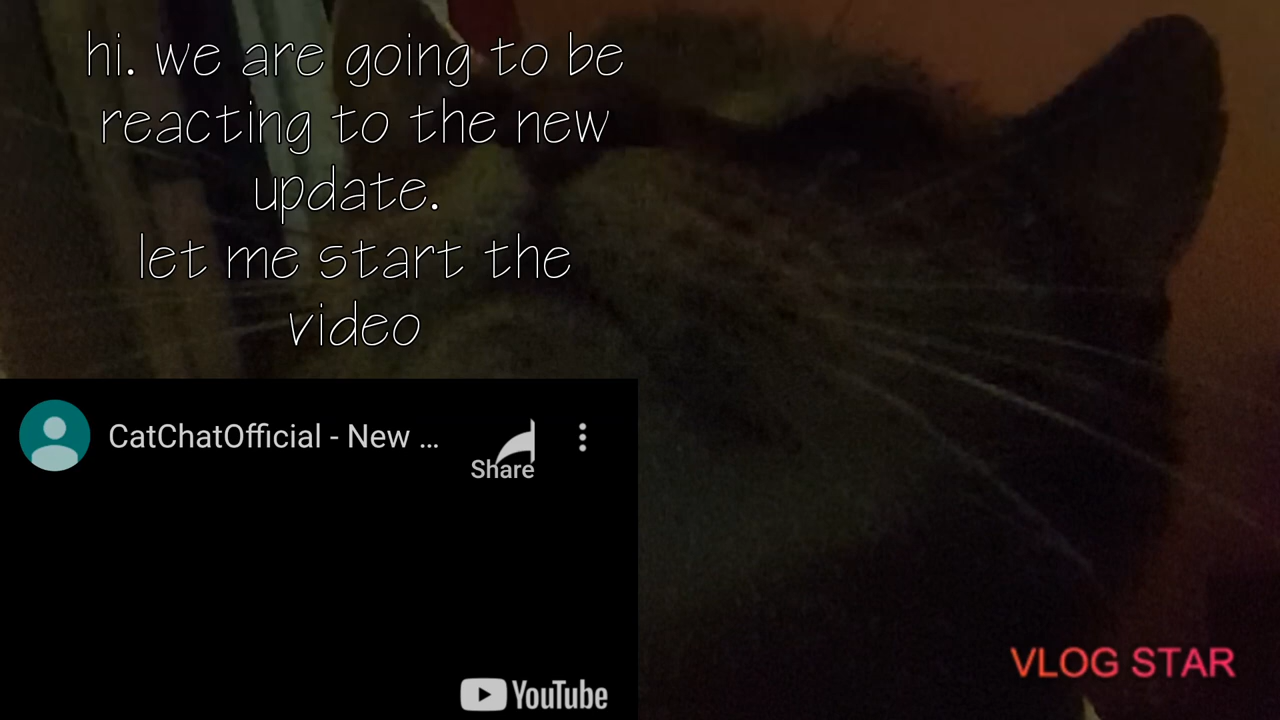 hi. we are going to be
reacting to the new
update.
let me start the
video
CatChatOfficial - New ...
Share
YouTube
VLOG STAR